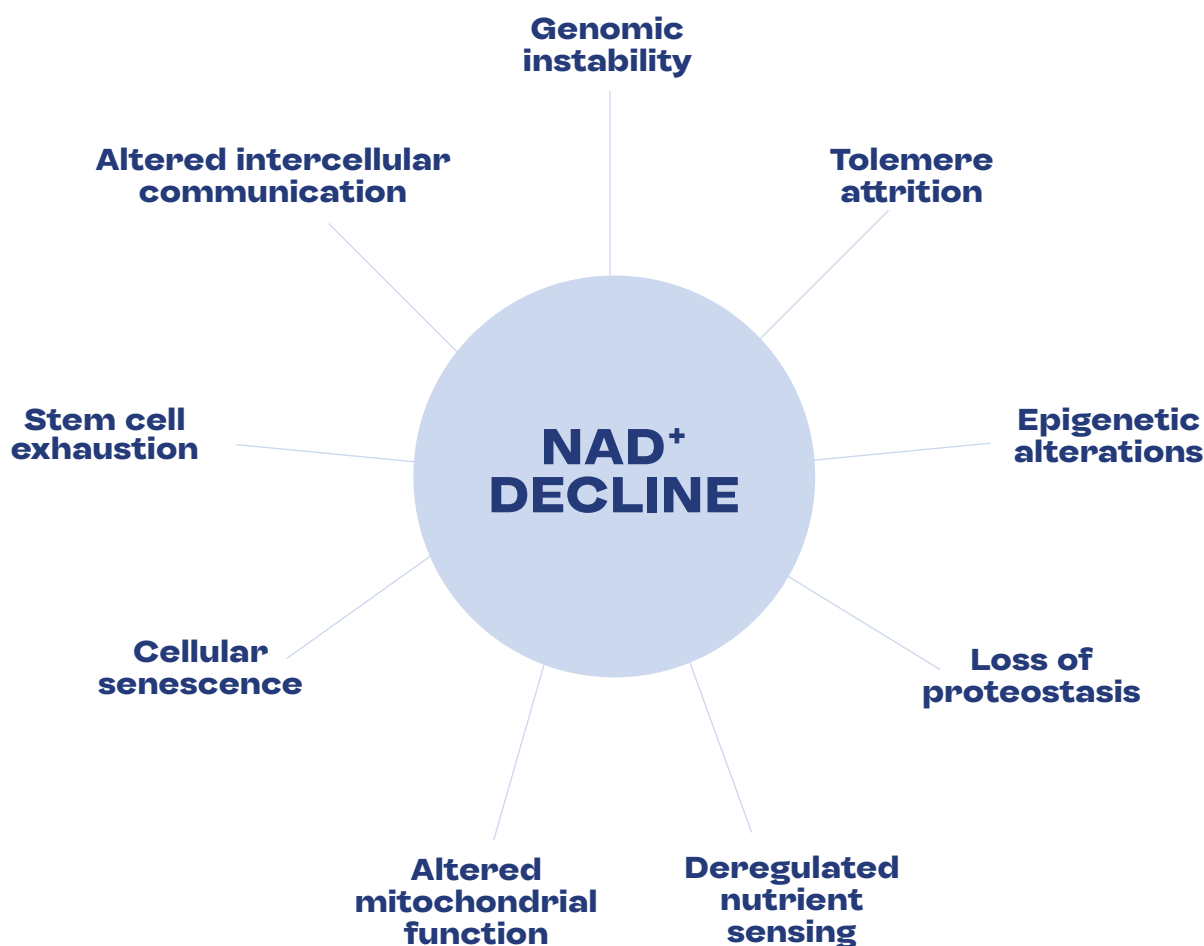 Genomic
instability
Altered intercellular
communication
Tolemere
attrition
Stem cell
exhaustion
NAD⁺
DECLINE
Epigenetic
alterations
Cellular
senescence
Loss of
proteostasis
Altered
mitochondrial
function
Deregulated
nutrient
sensing